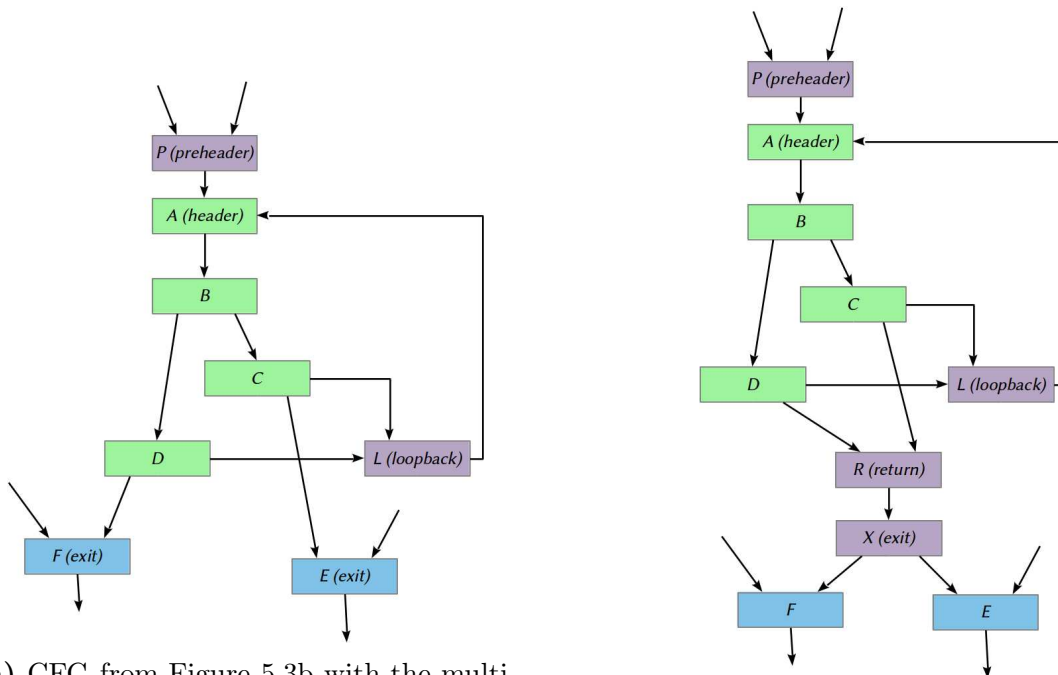 P (preheader)
A (header)
B
C
D
L (loopback)
F (exit)
E (exit)
) CFG from Figure 5.3b with the multi
P (preheader)
A (header)
B
C
D
L (loopback)
R (return)
X (exit)
F
E